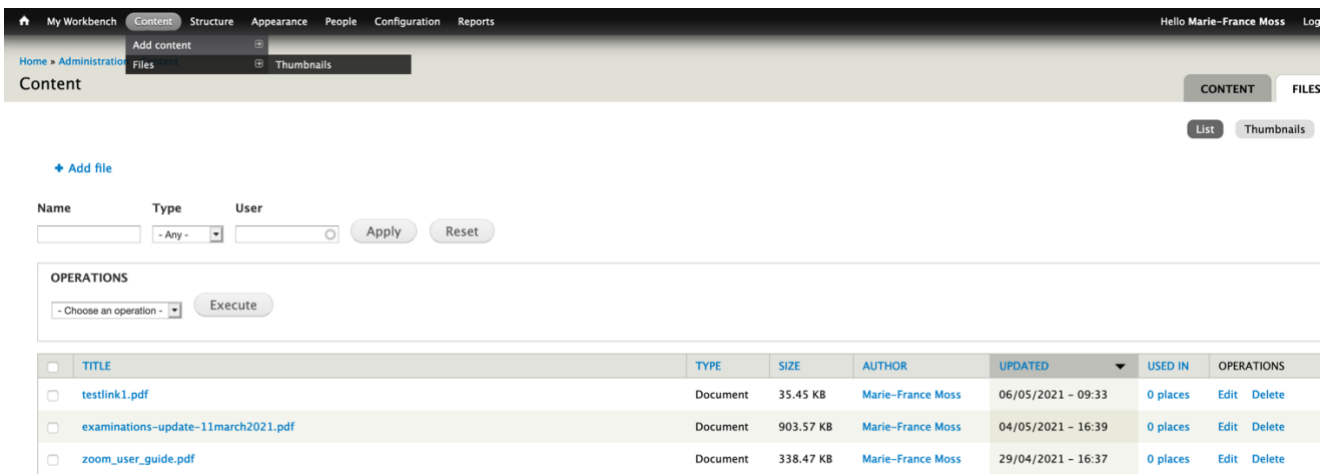 My Workbench Content Structure Appearance People Configuration Reports Hello Marie-France Moss
Add content
Home » Administration Files Thumbnails
Content CONTENT FILES
List Thumbnails
+ Add file
Name Type User
- Any - Apply Reset
OPERATIONS
- Choose an operation - Execute
TITLE TYPE SIZE AUTHOR UPDATED USED IN OPERATIONS
testlink1.pdf Document 35.45 KB Marie-France Moss 06/05/2021 - 09:33 0 places Edit Delete
examinations-update-11march2021.pdf Document 903.57 KB Marie-France Moss 04/05/2021 - 16:39 0 places Edit Delete
zoom_user_guide.pdf Document 338.47 KB Marie-France Moss 29/04/2021 - 16:37 0 places Edit Delete